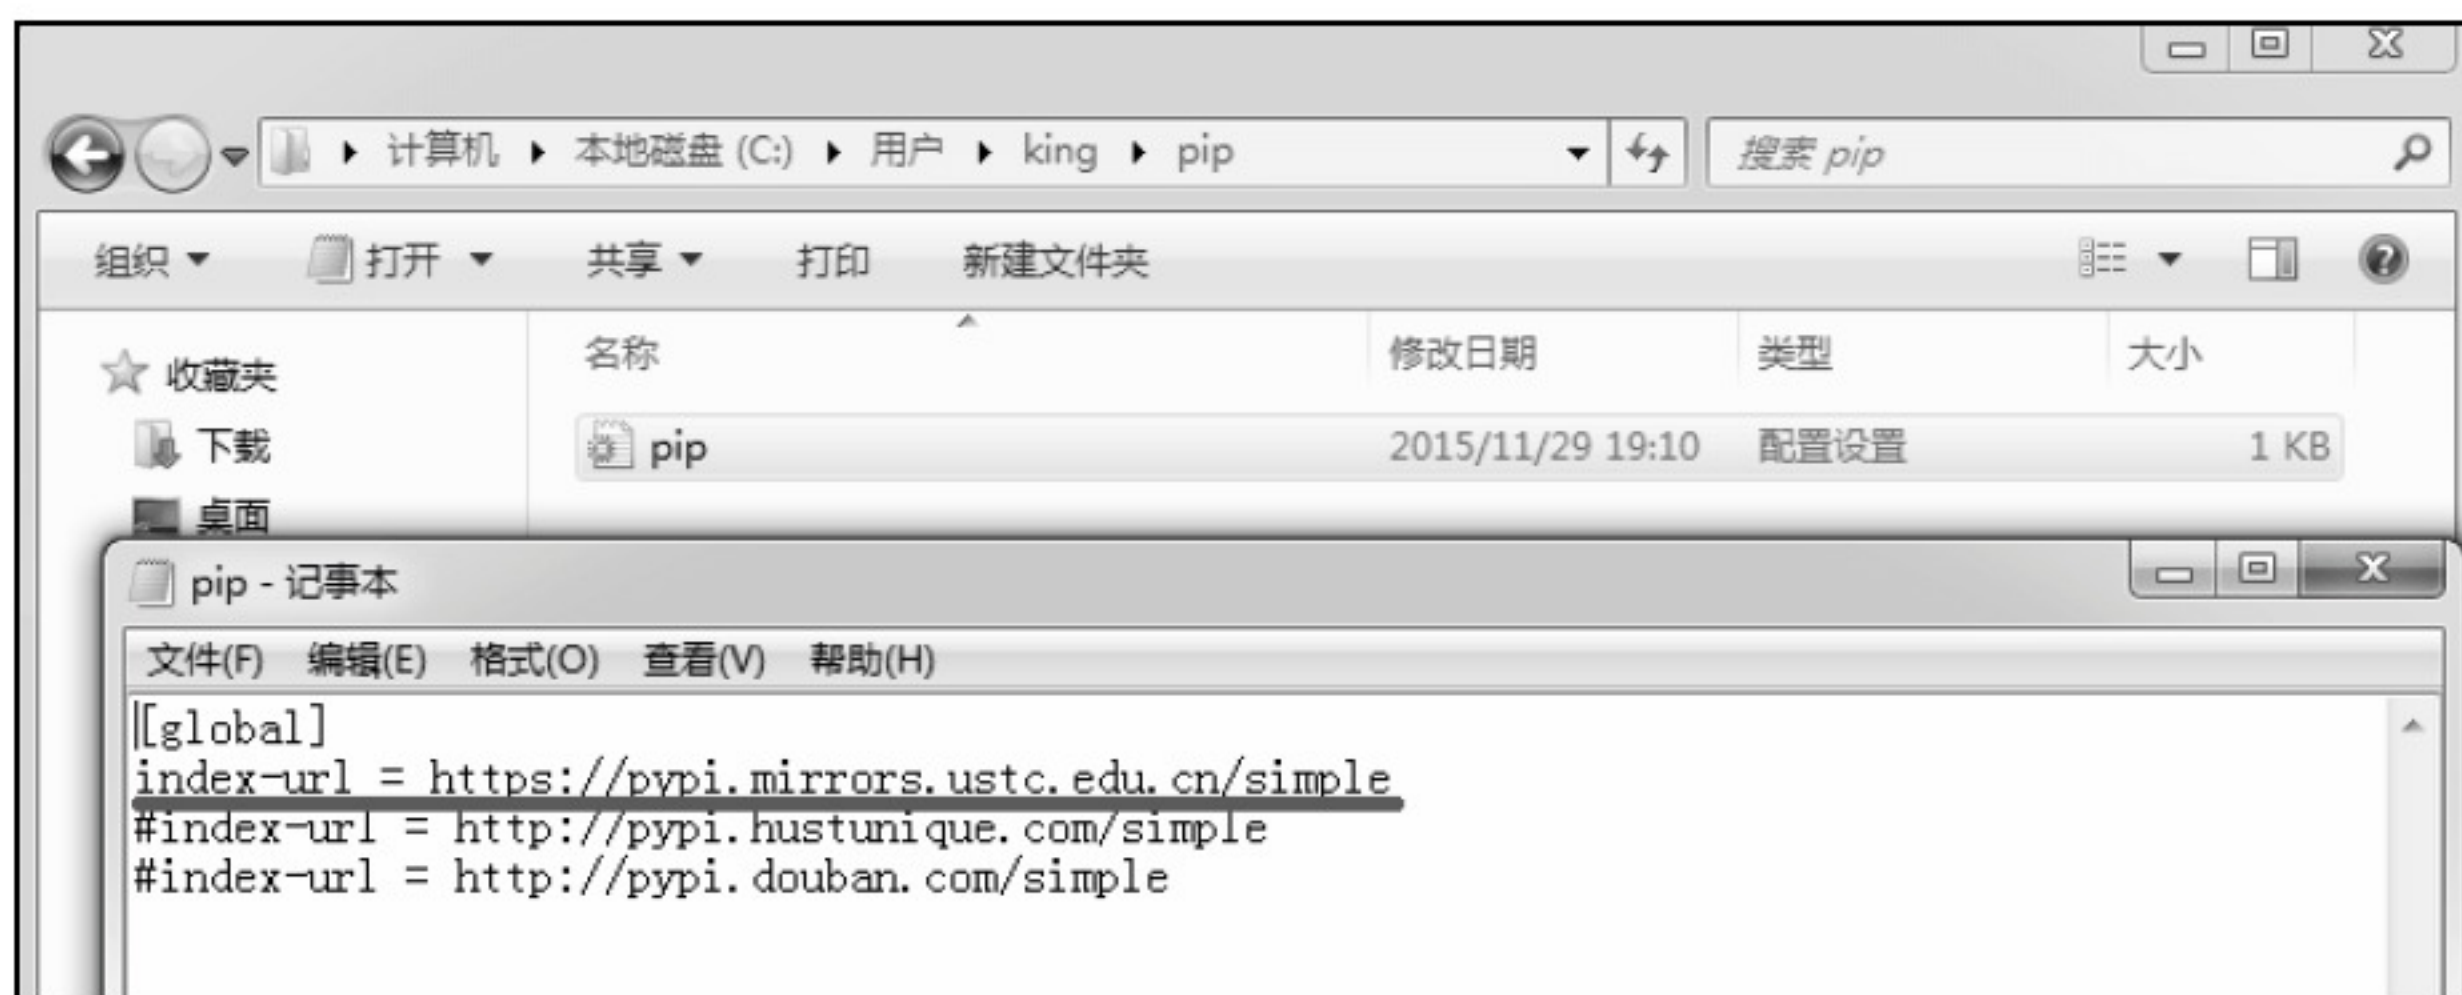 计算机 本地磁盘 (C:) 用户 king pip 搜索 pip
组织 打开 共享 打印 新建文件夹
名称 修改日期 类型 大小
收藏夹
下载
pip 2015/11/29 19:10 配置设置 1 KB
桌面
pip - 记事本
文件(F) 编辑(E) 格式(O) 查看(V) 帮助(H)
[global]
index-url = https://pypi.mirrors.ustc.edu.cn/simple
#index-url = http://pypi.hustunique.com/simple
#index-url = http://pypi.douban.com/simple